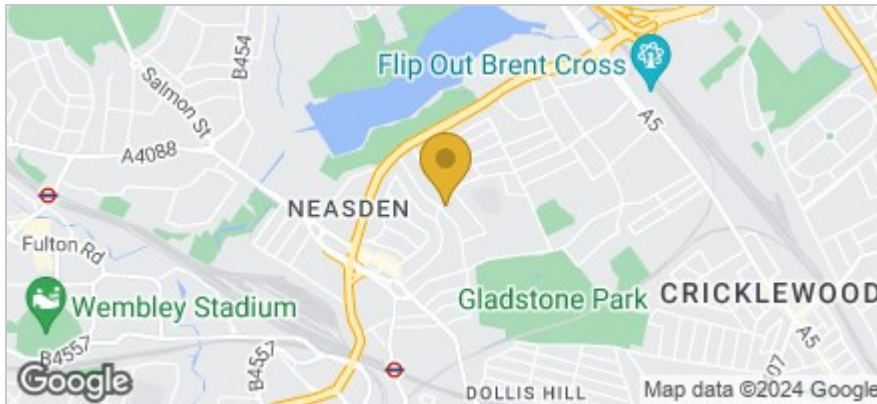 B454
Flip Out Brent Cross
Salmon St
A5
A4088
NEASDEN
Fulton Rd
Gladstone Park
CRICKLEWOOD
Wembley Stadium
A5
B4557
B4557
DOLLIS HILL
Google
Map data ©2024 Google